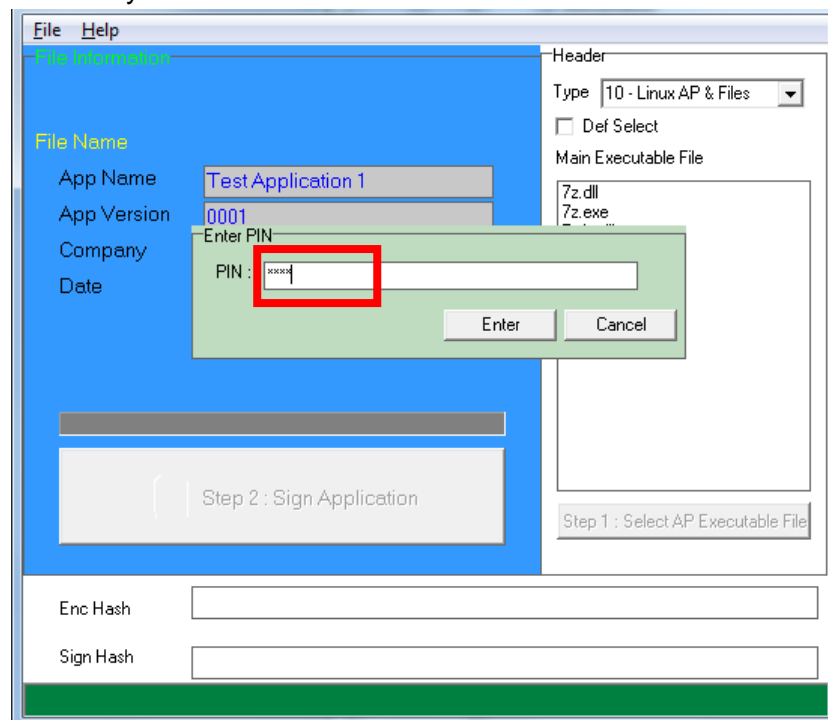 File Help
File Information
File Name
App Name Test Application 1
App Version 0001
Company
Date
Header
Type 10 - Linux AP & Files
Def Select
Main Executable File
7z.dll
7z.exe
Enter PIN
PIN : ****
Enter Cancel
Step 2 : Sign Application
Step 1 : Select AP Executable File
Enc Hash
Sign Hash